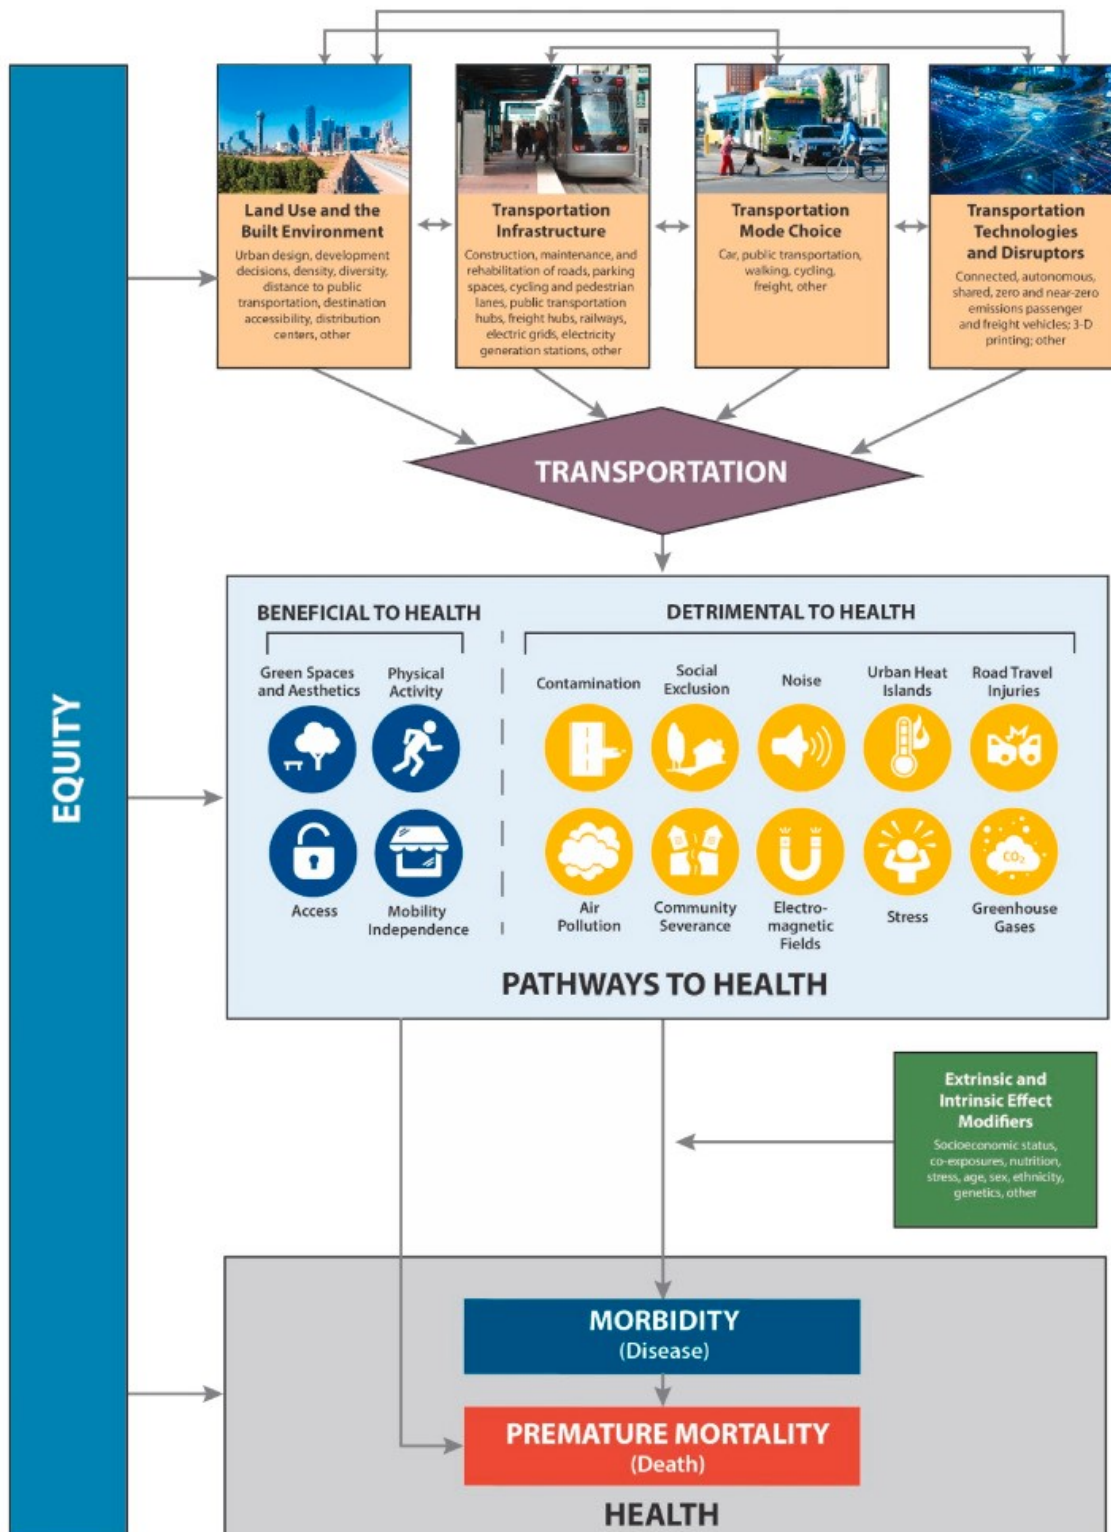 EQUITY
Land Use and the
Built Environment
Urban design, development
decisions, density, diversity,
distance to public
transportation, destination
accessibility, distribution
centers, other
Transportation
Infrastructure
Construction, maintenance, and
rehabilitation of roads, parking
spaces, cycling and pedestrian
lanes, public transportation
hubs, freight hubs, railways,
electric grids, electricity
generation stations, other
Transportation
Mode Choice
Car, public transportation,
walking, cycling,
freight, other
Transportation
Technologies
and Disruptors
Connected, autonomous,
shared, zero and near-zero
emissions passenger
and freight vehicles; 3-D
printing; other
TRANSPORTATION
BENEFICIAL TO HEALTH
Green Spaces
and Aesthetics
Physical
Activity
Access
Mobility
Independence
DETRIMENTAL TO HEALTH
Contamination
Social
Exclusion
Noise
Urban Heat
Islands
Road Travel
Injuries
Air
Pollution
Community
Severance
Electro-
magnetic
Fields
Stress
CO₂
Greenhouse
Gases
PATHWAYS TO HEALTH
Extrinsic and
Intrinsic Effect
Modifiers
Socioeconomic status,
co-exposures, nutrition,
stress, age, sex, ethnicity,
genetics, other
MORBIDITY
(Disease)
PREMATURE MORTALITY
(Death)
HEALTH